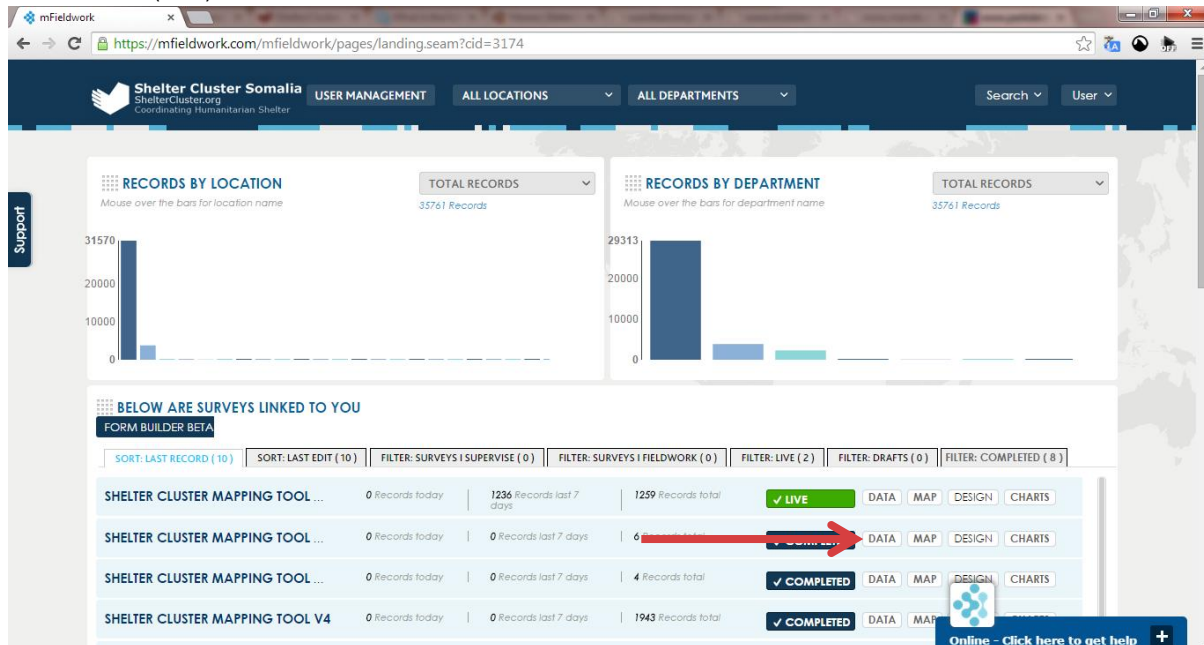 mFieldwork
https://mfieldwork.com/mfieldwork/pages/landing.seam?cid=3174
Shelter Cluster Somalia
ShelterCluster.org
Coordinating Humanitarian Shelter
USER MANAGEMENT ALL LOCATIONS ALL DEPARTMENTS Search User
Support
RECORDS BY LOCATION TOTAL RECORDS
Mouse over the bars for location name 35761 Records
31570
20000
10000
0
RECORDS BY DEPARTMENT TOTAL RECORDS
Mouse over the bars for department name 35761 Records
29313
20000
10000
0
BELOW ARE SURVEYS LINKED TO YOU
FORM BUILDER BETA
SORT: LAST RECORD ( 10 ) SORT: LAST EDIT ( 10 ) FILTER: SURVEYS I SUPERVISE ( 0 ) FILTER: SURVEYS I FIELDWORK ( 0 ) FILTER: LIVE ( 2 ) FILTER: DRAFTS ( 0 ) FILTER: COMPLETED ( 8 )
SHELTER CLUSTER MAPPING TOOL ... 0 Records today | 1236 Records last 7 days | 1259 Records total ✓ LIVE DATA MAP DESIGN CHARTS
SHELTER CLUSTER MAPPING TOOL ... 0 Records today | 0 Records last 7 days | 6 Records total ✓ COMPLETED DATA MAP DESIGN CHARTS
SHELTER CLUSTER MAPPING TOOL ... 0 Records today | 0 Records last 7 days | 4 Records total ✓ COMPLETED DATA MAP DESIGN CHARTS
SHELTER CLUSTER MAPPING TOOL V4 0 Records today | 0 Records last 7 days | 1943 Records total ✓ COMPLETED DATA MAP
Online - Click here to get help +